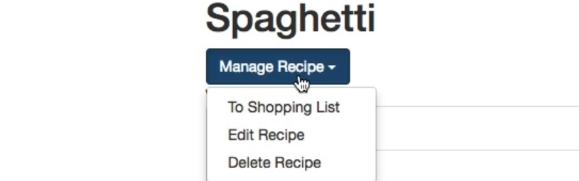 Spaghetti
Manage Recipe
To Shopping List
Edit Recipe
Delete Recipe